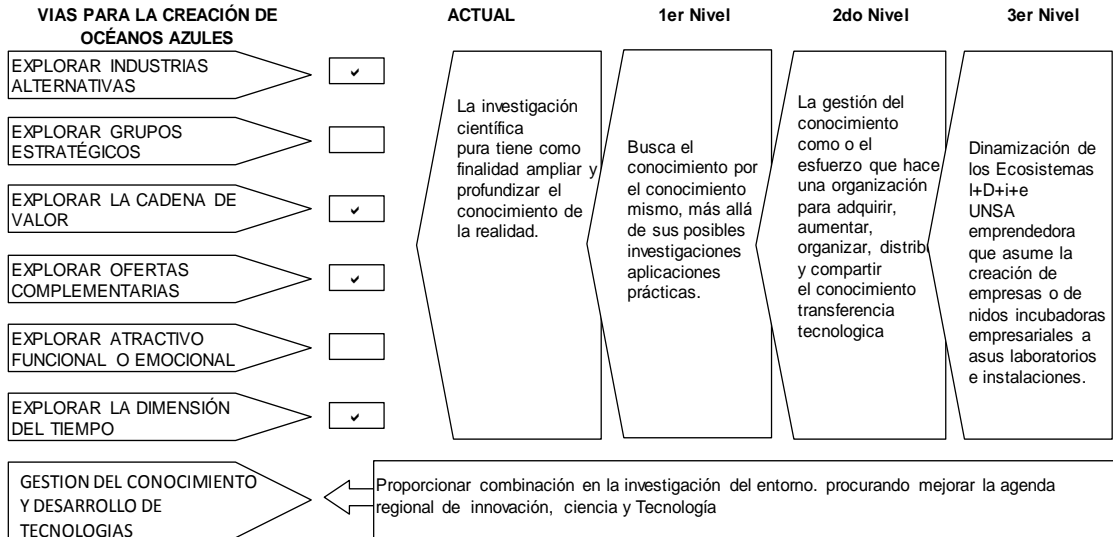 VIAS PARA LA CREACIÓN DE
OCÉANOS AZULES
ACTUAL
1er Nivel
2do Nivel
3er Nivel
EXPLORAR INDUSTRIAS
ALTERNATIVAS
EXPLORAR GRUPOS
ESTRATÉGICOS
EXPLORAR LA CADENA DE
VALOR
EXPLORAR OFERTAS
COMPLEMENTARIAS
EXPLORAR ATRACTIVO
FUNCIONAL O EMOCIONAL
EXPLORAR LA DIMENSIÓN
DEL TIEMPO
La investigación
científica
pura tiene como
finalidad ampliar y
profundizar el
conocimiento de
la realidad.
Busca el
conocimiento por
el conocimiento
mismo, más allá
de sus posibles
investigaciones
aplicaciones
prácticas.
La gestión del
conocimiento
como o el
esfuerzo que hace
una organización
para adquirir,
aumentar,
organizar,
y compartir
el conocimiento
transferencia
tecnologica
Dinamización de
los Ecosistemas
I+D+i+e
UNSA
emprendedora
que asume la
creación de
empresas o de
nidos incubadoras
empresariales a
asus laboratorios
e instalaciones.
GESTION DEL CONOCIMIENTO
Y DESARROLLO DE
TECNOLOGIAS
Proporcionar combinación en la investigación del entorno. procurando mejorar la agenda
regional de innovación, ciencia y Tecnología